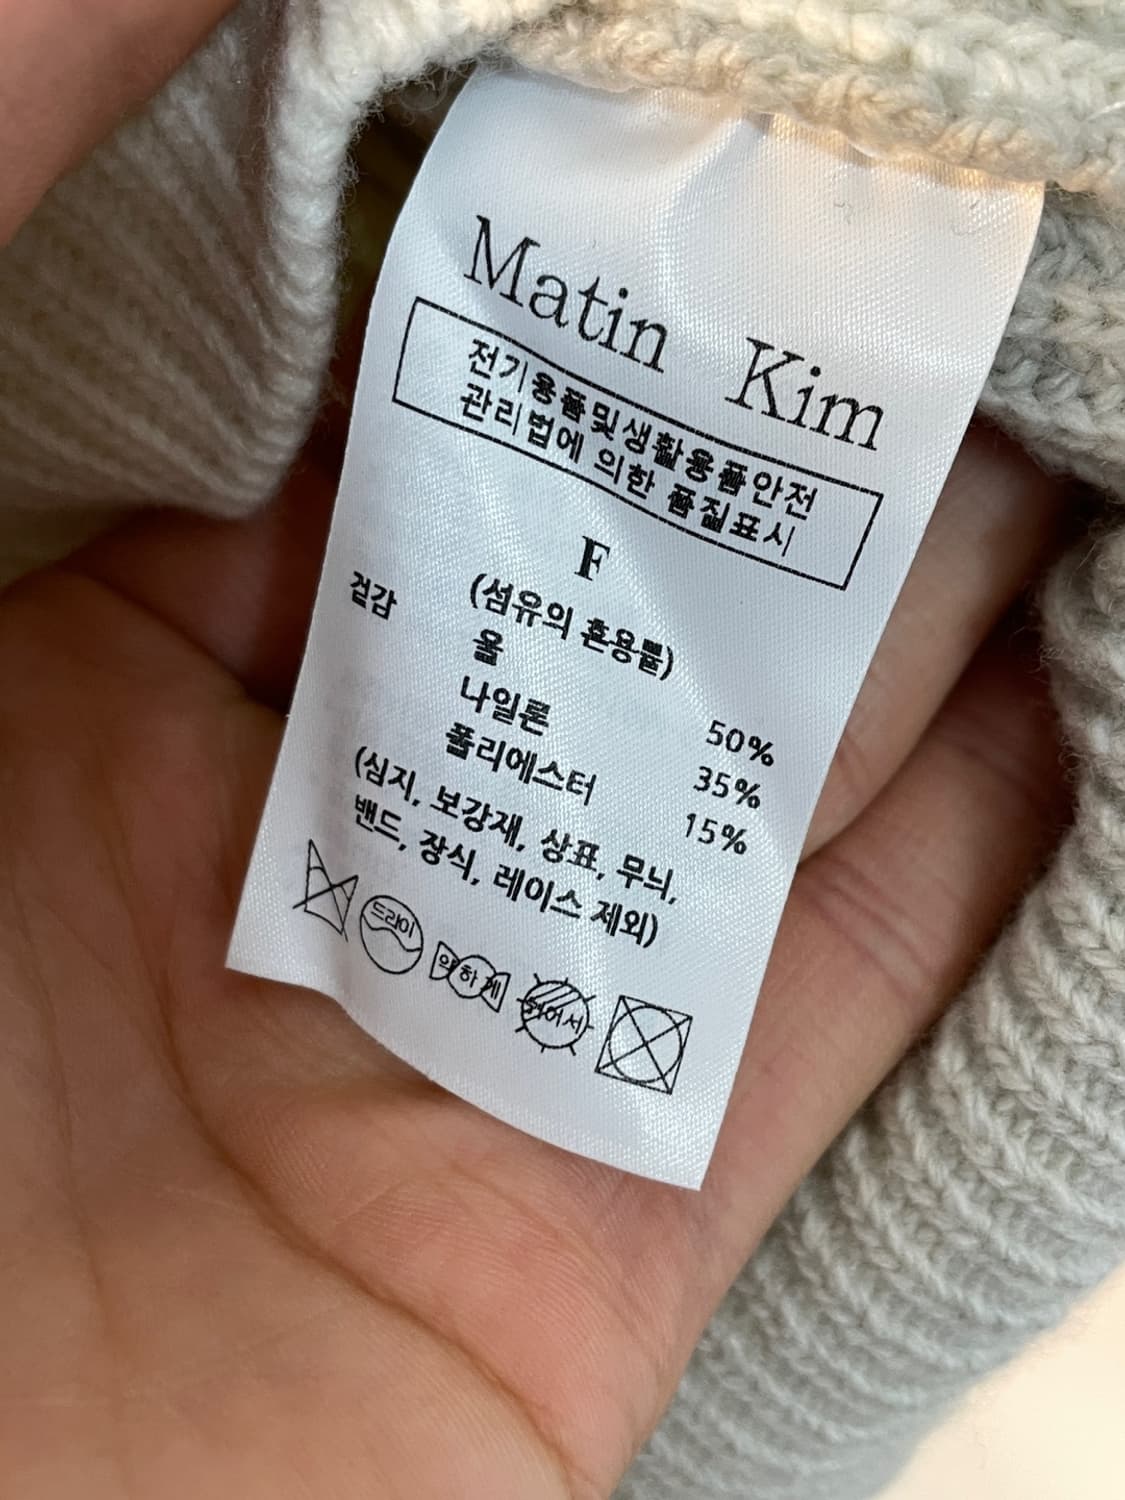 Matin Kim
전기용품및생활용품안전
관리법에 의한 품질표시
F
겉감 (섬유의 혼용률)
울 50%
나일론 35%
폴리에스터 15%
(심지, 보강재, 상표, 무늬,
밴드, 장식, 레이스 제외)
드라이 약하게 뉘어서